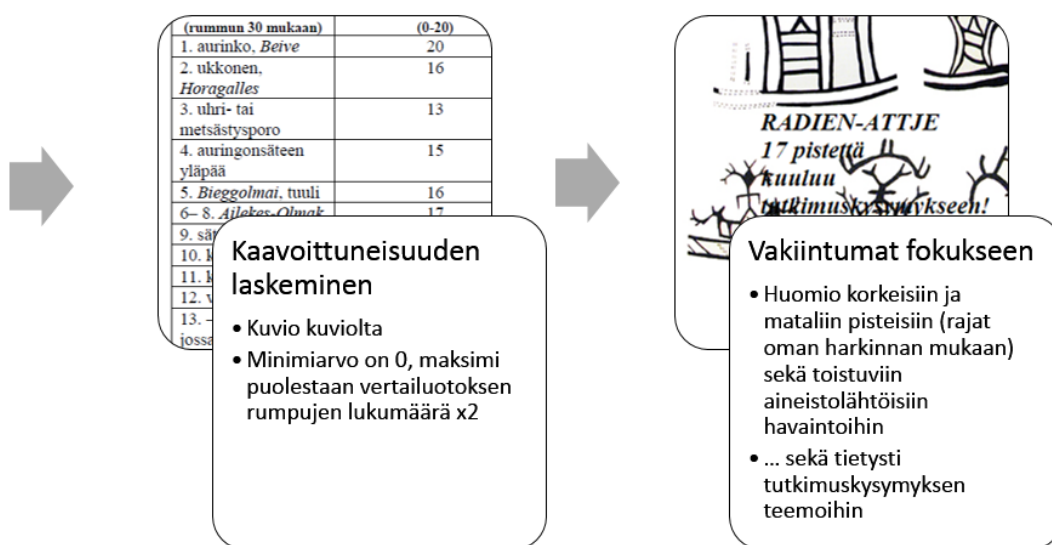 (rummun 30 mukaan) (0-20)
1. aurinko, Beive 20
2. ukkonen, 16
Horagalles
3. uhri- tai 13
metsästysporo
4. auringonsäteen 15
yläpää
5. Bieggolmai, tuuli 16
6– 8. Ailekes-Olmak 17
9. sät
10. k
11. k
12. v
13. –
jossa
Kaavoittuneisuuden
laskeminen
• Kuvio kuviolta
• Minimiarvo on 0, maksimi
puolestaan vertailuotoksen
rumpujen lukumäärä x2
RADIEN-ATTJE
17 pistettä
kuuluu
tutkimuskysymykseen!
Vakiintumat fokukseen
• Huomio korkeisiin ja
mataliin pisteisiin (rajat
oman harkinnan mukaan)
sekä toistuviin
aineistolähtöisiin
havaintoihin
• ... sekä tietysti
tutkimuskysymyksen
teemoihin